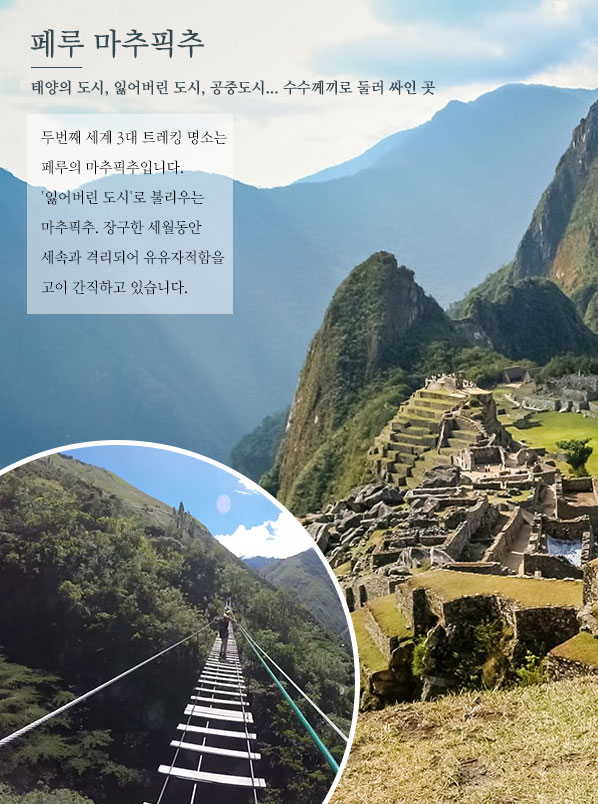 페루 마추픽추
태양의 도시, 잃어버린 도시, 공중도시... 수수께끼로 둘러 싸인 곳
두번째 세계 3대 트레킹 명소는
페루의 마추픽추입니다.
'잃어버린 도시'로 불리우는
마추픽추. 장구한 세월동안
세속과 격리되어 유유자적함을
고이 간직하고 있습니다.